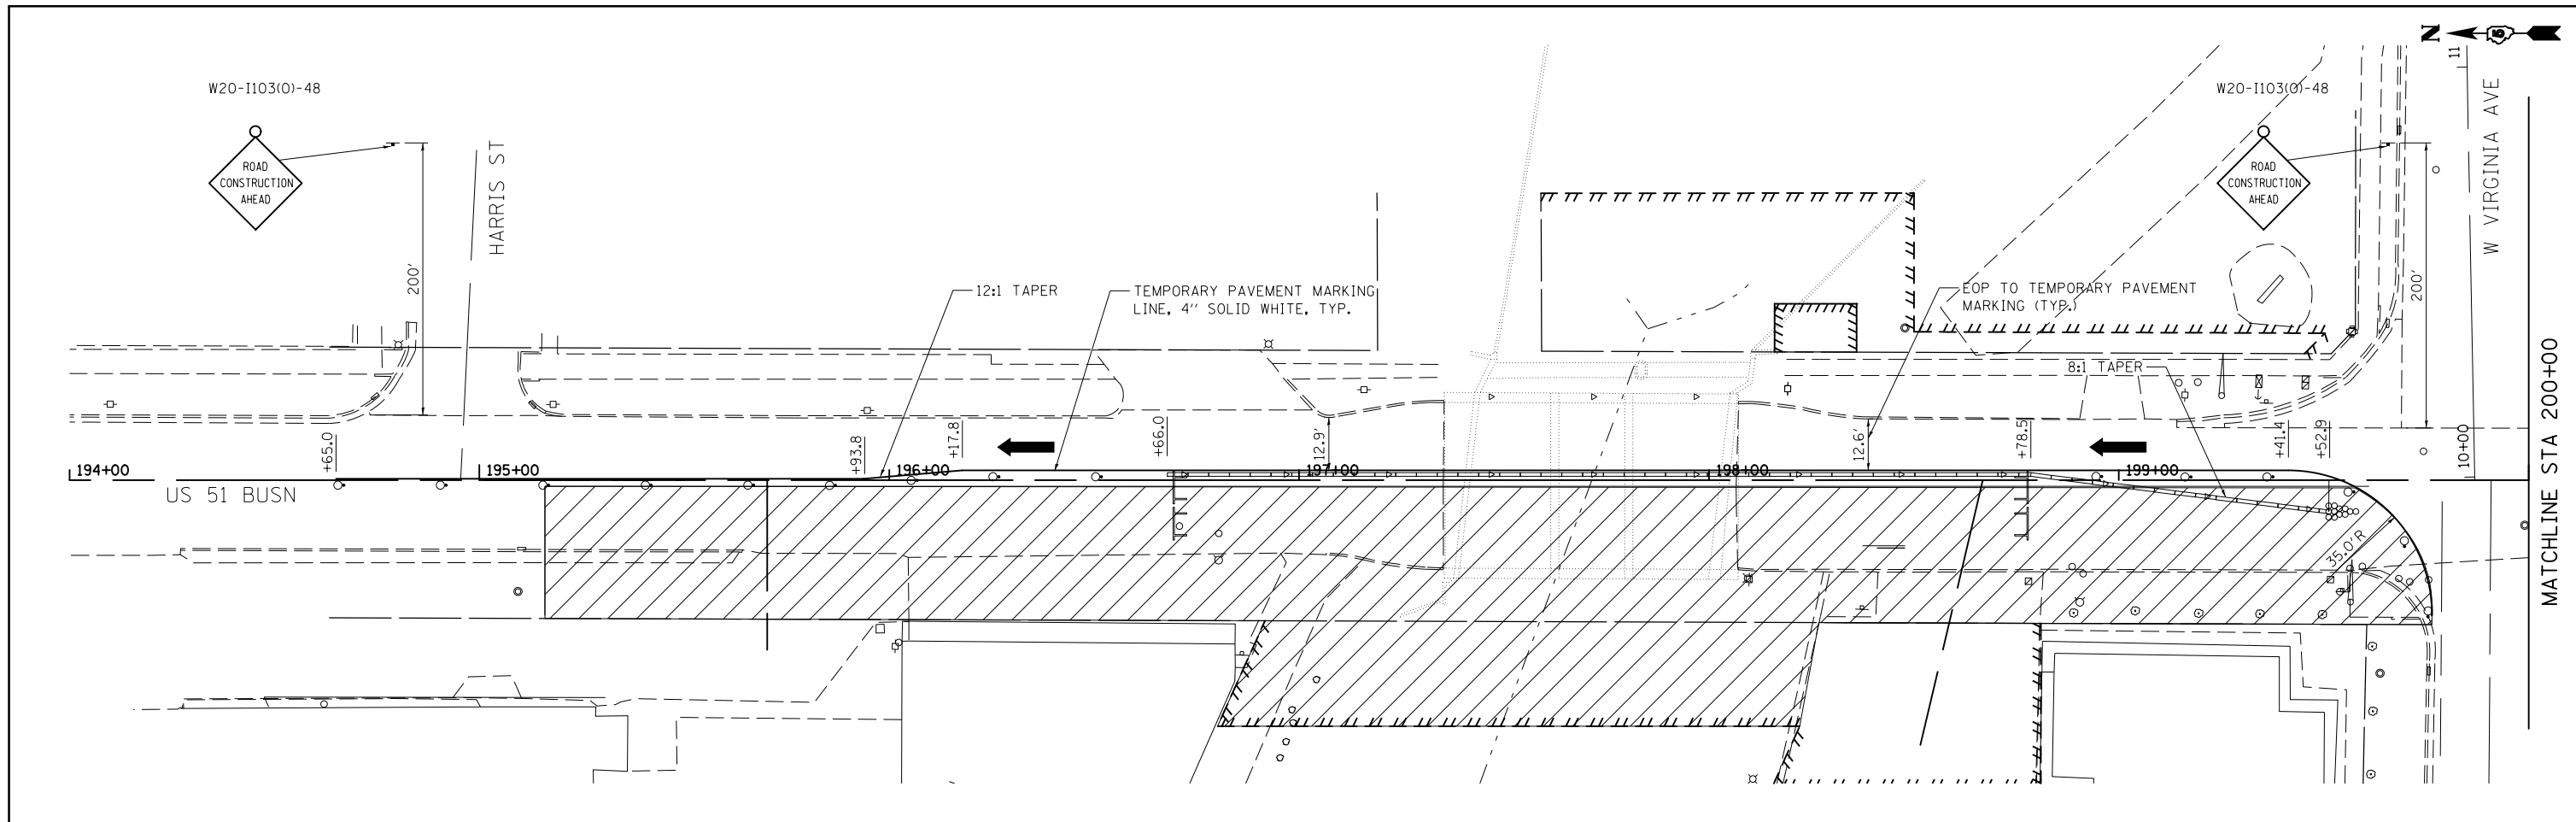 N
11
W20-I103(O)-48
W20-I103(O)-48
ROAD
CONSTRUCTION
AHEAD
ROAD
CONSTRUCTION
AHEAD
HARRIS ST
W VIRGINIA AVE
200'
200'
12:1 TAPER
TEMPORARY PAVEMENT MARKING
LINE, 4" SOLID WHITE, TYP.
EOP TO TEMPORARY PAVEMENT
MARKING (TYP.)
8:1 TAPER
MATCHLINE STA 200+00
+65.0
+93.8
+17.8
+66.0
12.9'
12.6'
+78.5
+41.4
+52.9
10+00
194+00
195+00
196+00
197+00
198+00
199+00
US 51 BUSN
35.0' R